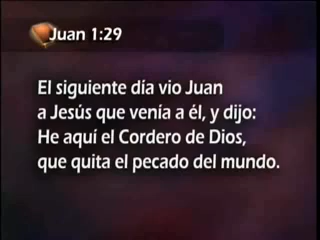 Juan 1:29
El siguiente día vio Juan
a Jesús que venía a él, y dijo:
He aquí el Cordero de Dios,
que quita el pecado del mundo.